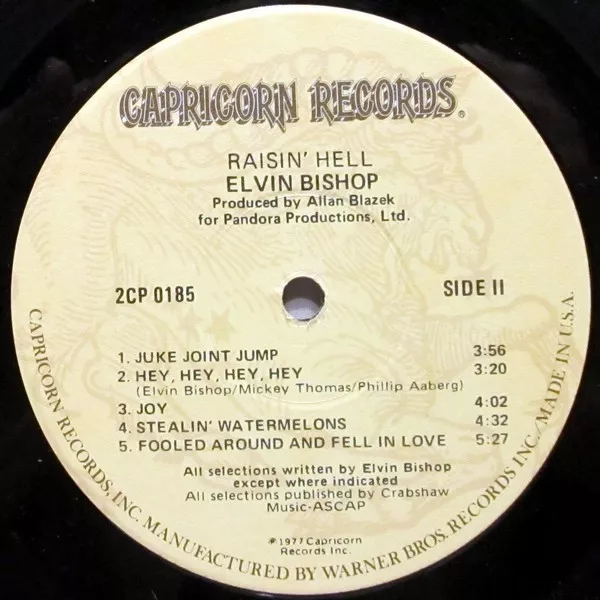 CAPRICORN RECORDS®
RAISIN' HELL
ELVIN BISHOP
Produced by Allan Blazek
for Pandora Productions, Ltd.
2CP 0185
SIDE II
1. JUKE JOINT JUMP 3:56
2. HEY, HEY, HEY, HEY 3:20
(Elvin Bishop/Mickey Thomas/Phillip Aaberg)
3. JOY 4:02
4. STEALIN' WATERMELONS 4:32
5. FOOLED AROUND AND FELL IN LOVE 5:27
All selections written by Elvin Bishop
except where indicated
All selections published by Crabshaw
Music-ASCAP
℗1977 Capricorn
Records Inc.
CAPRICORN RECORDS, INC. MANUFACTURED BY WARNER BROS. RECORDS INC. MADE IN U.S.A.